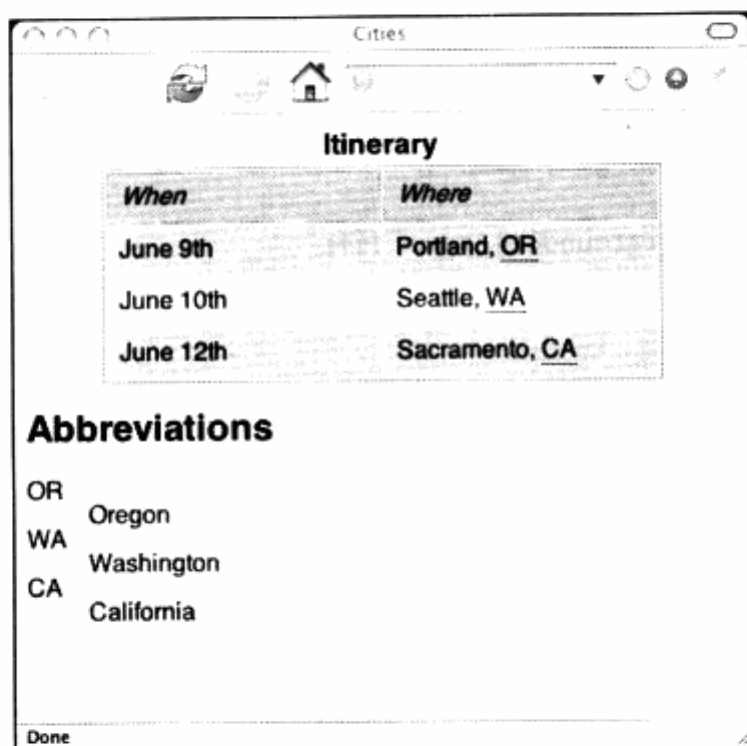 Cities
Itinerary
When Where
June 9th Portland, OR
June 10th Seattle, WA
June 12th Sacramento, CA
Abbreviations
OR
Oregon
WA
Washington
CA
California
Done